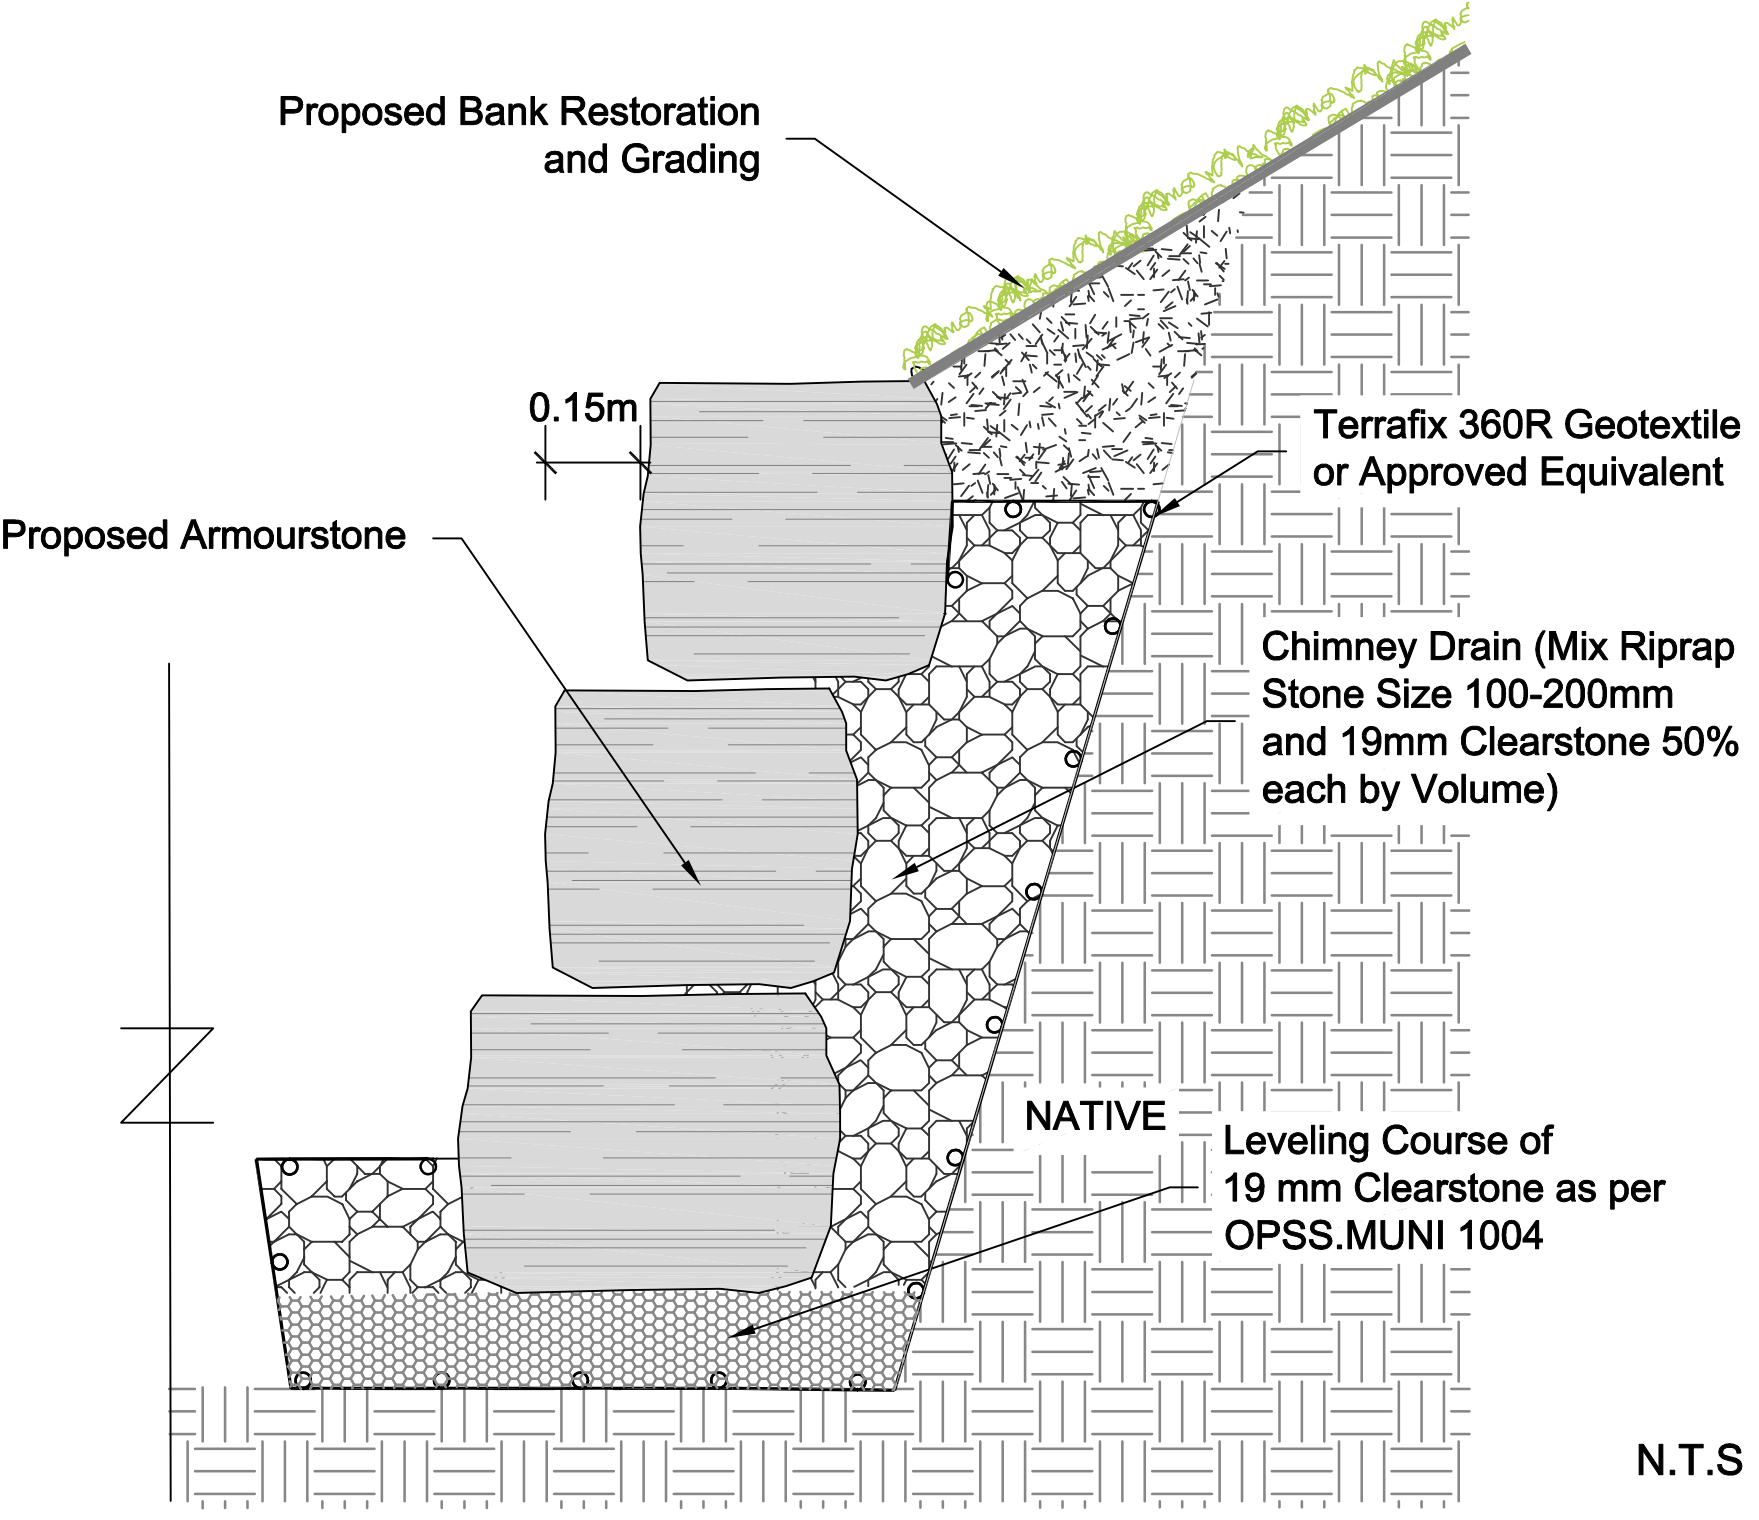 Proposed Bank Restoration
and Grading
0.15m
Terrafix 360R Geotextile
or Approved Equivalent
Proposed Armourstone
Chimney Drain (Mix Riprap
Stone Size 100-200mm
and 19mm Clearstone 50%
each by Volume)
NATIVE
Leveling Course of
19 mm Clearstone as per
OPSS.MUNI 1004
N.T.S